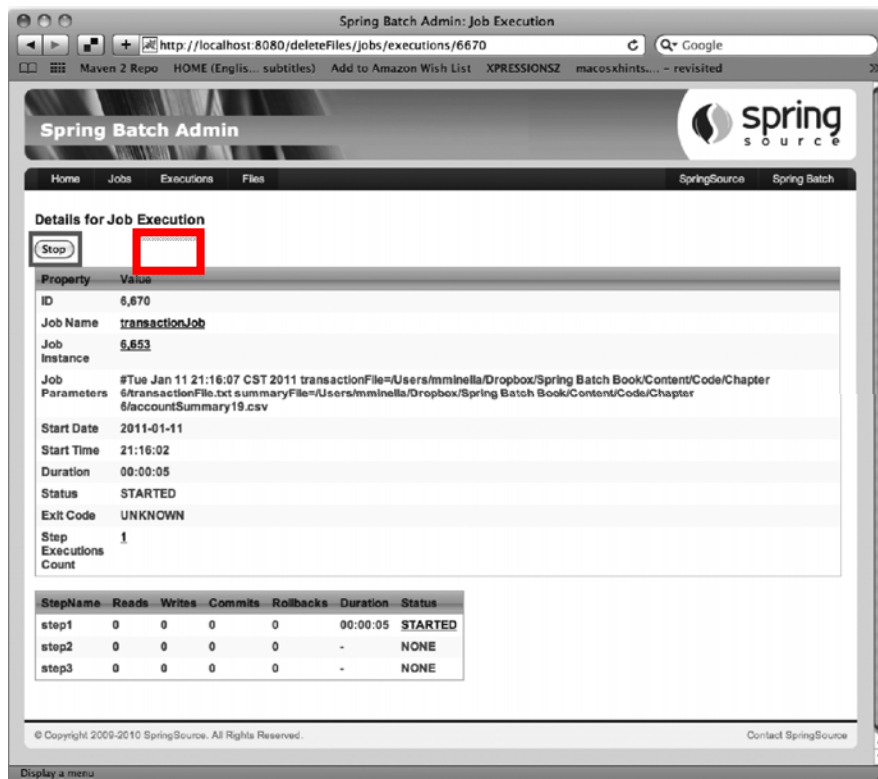 Spring Batch Admin: Job Execution
http://localhost:8080/deleteFiles/jobs/executions/6670
Google
Maven 2 Repo HOME (Englis... subtitles) Add to Amazon Wish List XPRESSIONSZ macosxhints.... – revisited
Spring Batch Admin
spring
source
Home Jobs Executions Files SpringSource Spring Batch
Details for Job Execution
Stop
Property Value
ID 6,670
Job Name transactionJob
Job Instance 6,653
Job Parameters #Tue Jan 11 21:16:07 CST 2011 transactionFile=/Users/mminella/Dropbox/Spring Batch Book/Content/Code/Chapter
6/transactionFile.txt summaryFile=/Users/mminella/Dropbox/Spring Batch Book/Content/Code/Chapter
6/accountSummary19.csv
Start Date 2011-01-11
Start Time 21:16:02
Duration 00:00:05
Status STARTED
Exit Code UNKNOWN
Step Executions Count 1
StepName Reads Writes Commits Rollbacks Duration Status
step1 0 0 0 0 00:00:05 STARTED
step2 0 0 0 0 - NONE
step3 0 0 0 0 - NONE
© Copyright 2009-2010 SpringSource. All Rights Reserved. Contact SpringSource
Display a menu